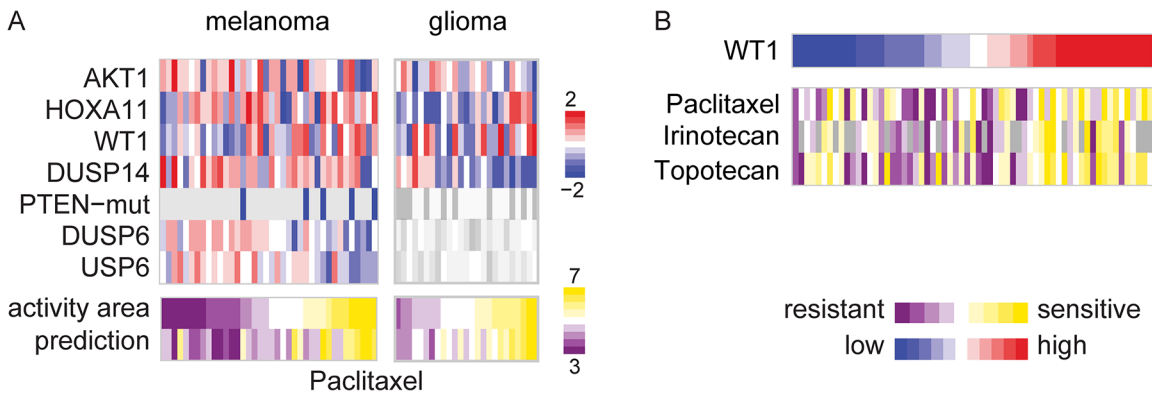 A
melanoma
glioma
AKT1
HOXA11
WT1
DUSP14
PTEN−mut
DUSP6
USP6
2
−2
activity area
prediction
7
3
Paclitaxel
B
WT1
Paclitaxel
Irinotecan
Topotecan
resistant
sensitive
low
high